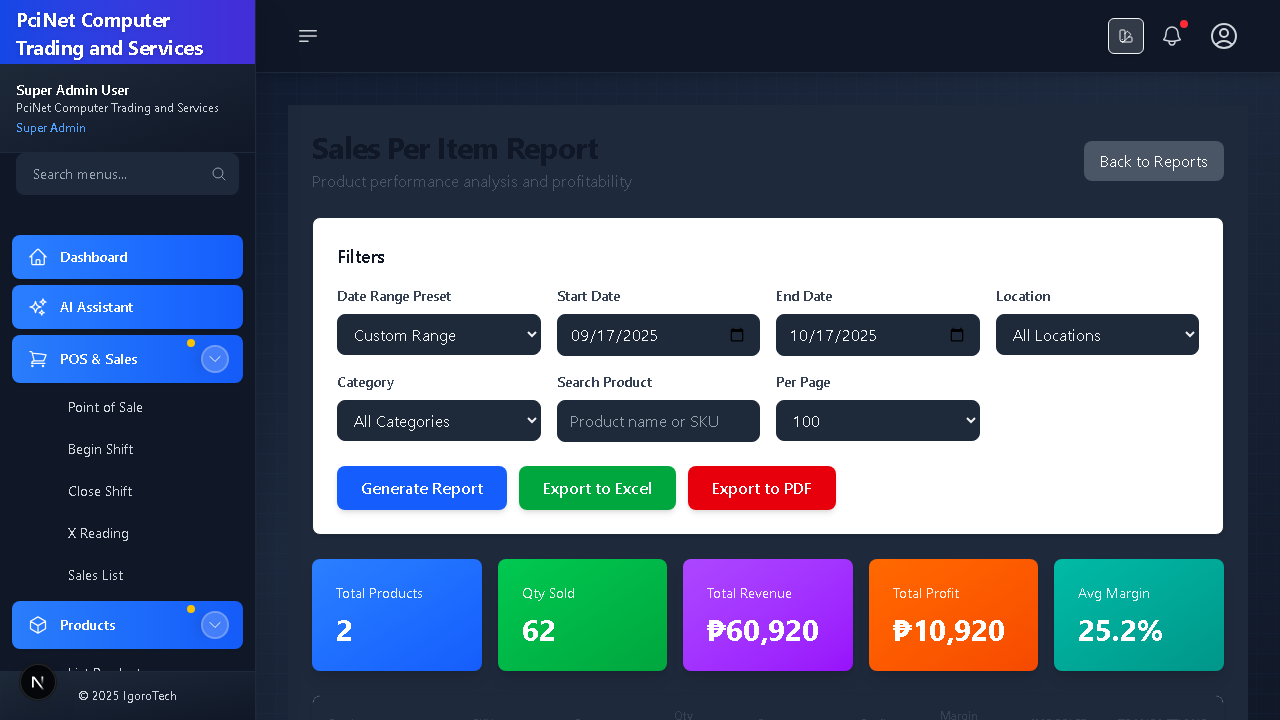 PciNet Computer
Trading and Services
Super Admin User
PciNet Computer Trading and Services
Super Admin
Search menus...
Dashboard
AI Assistant
POS & Sales
Point of Sale
Begin Shift
Close Shift
X Reading
Sales List
Products
N
© 2025 IgoroTech
Sales Per Item Report
Product performance analysis and profitability
Back to Reports
Filters
Date Range Preset
Start Date
End Date
Location
Custom Range
09/17/2025
10/17/2025
All Locations
Category
Search Product
Per Page
All Categories
Product name or SKU
100
Generate Report
Export to Excel
Export to PDF
Total Products
2
Qty Sold
62
Total Revenue
₱60,920
Total Profit
₱10,920
Avg Margin
25.2%
Qty
Margin